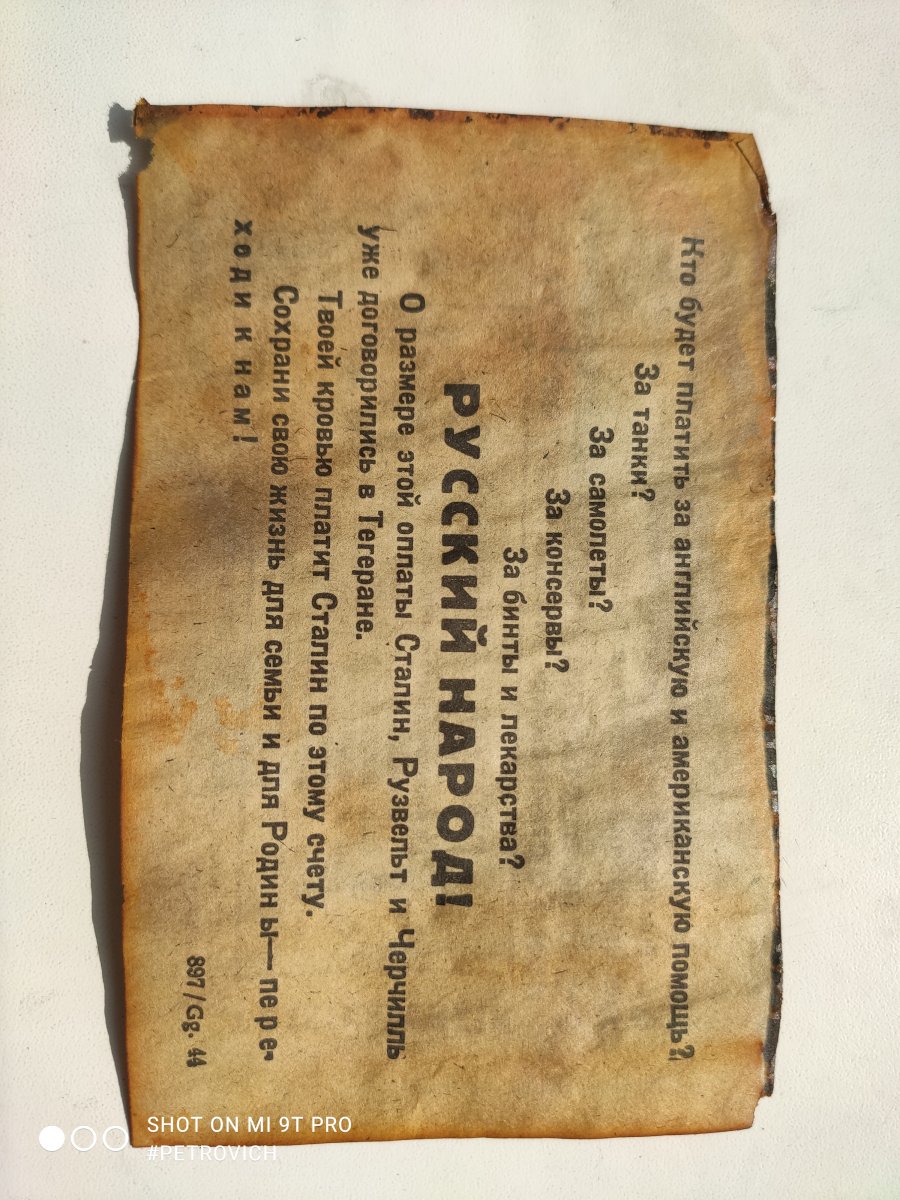 Кто будет платить за английскую и американскую помощь?
За танки?
За самолеты?
За консервы?
За бинты и лекарства?
РУССКИЙ НАРОД!
О размере этой оплаты Сталин, Рузвельт и Черчилль
уже договорились в Тегеране.
Твоей кровью платит Сталин по этому счету.
Сохрани свою жизнь для семьи и для Родины — пере-
ходи к нам!
897/Gg. 44
SHOT ON MI 9T PRO
#PETROVICH